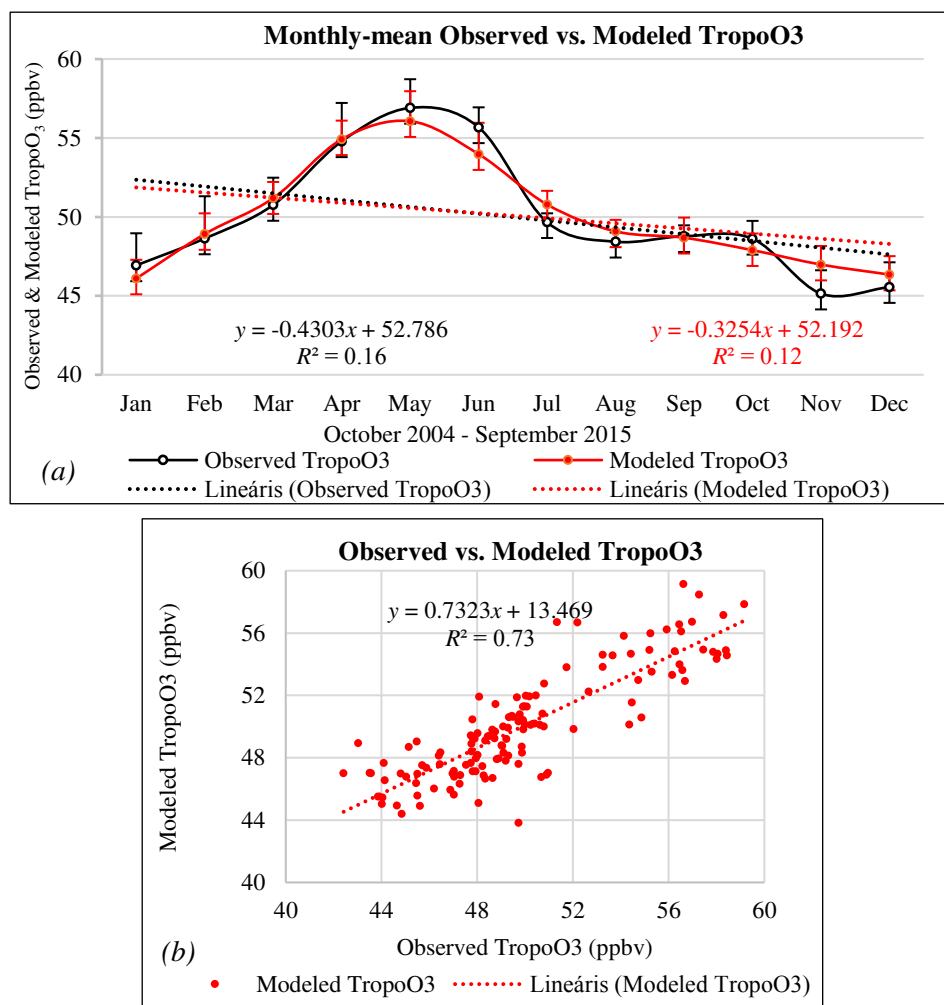 Monthly-mean Observed vs. Modeled TropoO3
Observed & Modeled TropoO₃ (ppbv)
60
55
50
45
40
y = -0.4303x + 52.786
R² = 0.16
y = -0.3254x + 52.192
R² = 0.12
Jan Feb Mar Apr May Jun Jul Aug Sep Oct Nov Dec
October 2004 - September 2015
Observed TropoO3 Modeled TropoO3
Lineáris (Observed TropoO3) Lineáris (Modeled TropoO3)
(a)
Observed vs. Modeled TropoO3
Modeled TropoO3 (ppbv)
60
56
52
48
44
40
y = 0.7323x + 13.469
R² = 0.73
40 44 48 52 56 60
Observed TropoO3 (ppbv)
(b)
Modeled TropoO3 Lineáris (Modeled TropoO3)